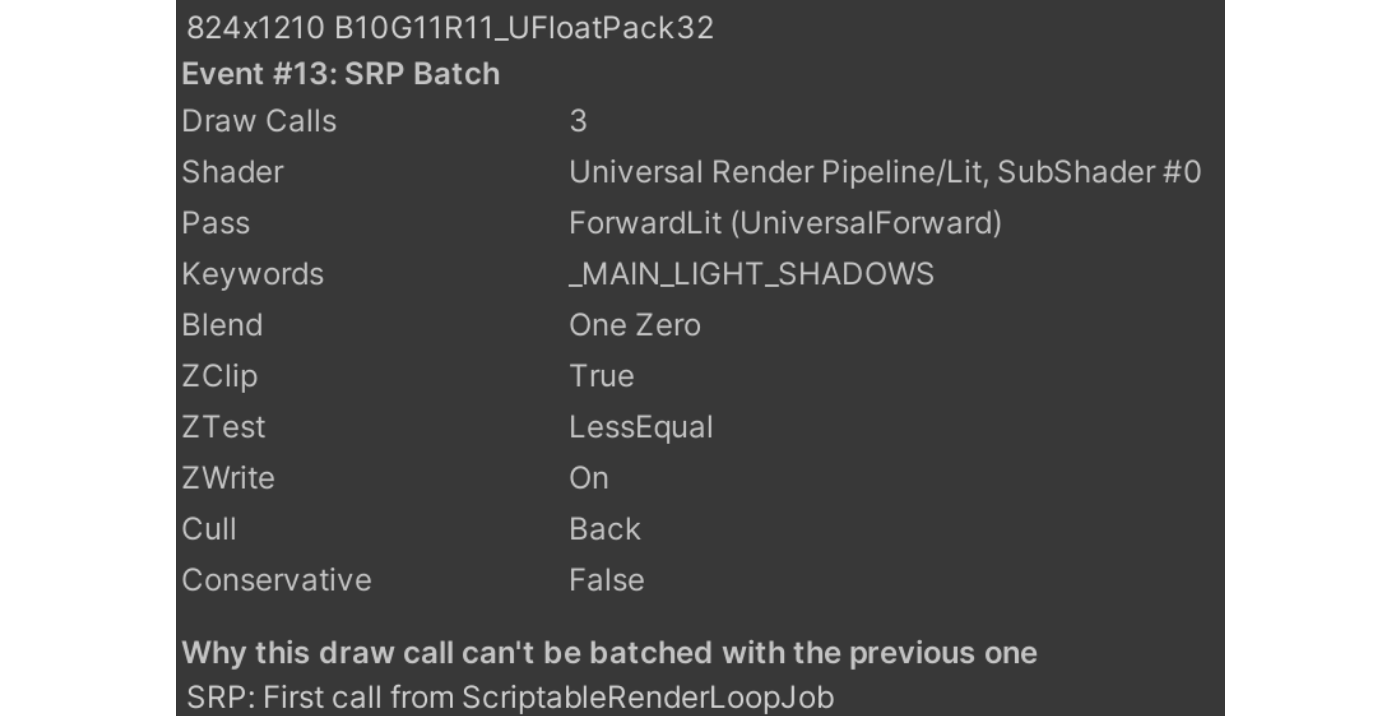 824x1210 B10G11R11_UFloatPack32
Event #13: SRP Batch
Draw Calls 3
Shader Universal Render Pipeline/Lit, SubShader #0
Pass ForwardLit (UniversalForward)
Keywords _MAIN_LIGHT_SHADOWS
Blend One Zero
ZClip True
ZTest LessEqual
ZWrite On
Cull Back
Conservative False
Why this draw call can't be batched with the previous one
SRP: First call from ScriptableRenderLoopJob